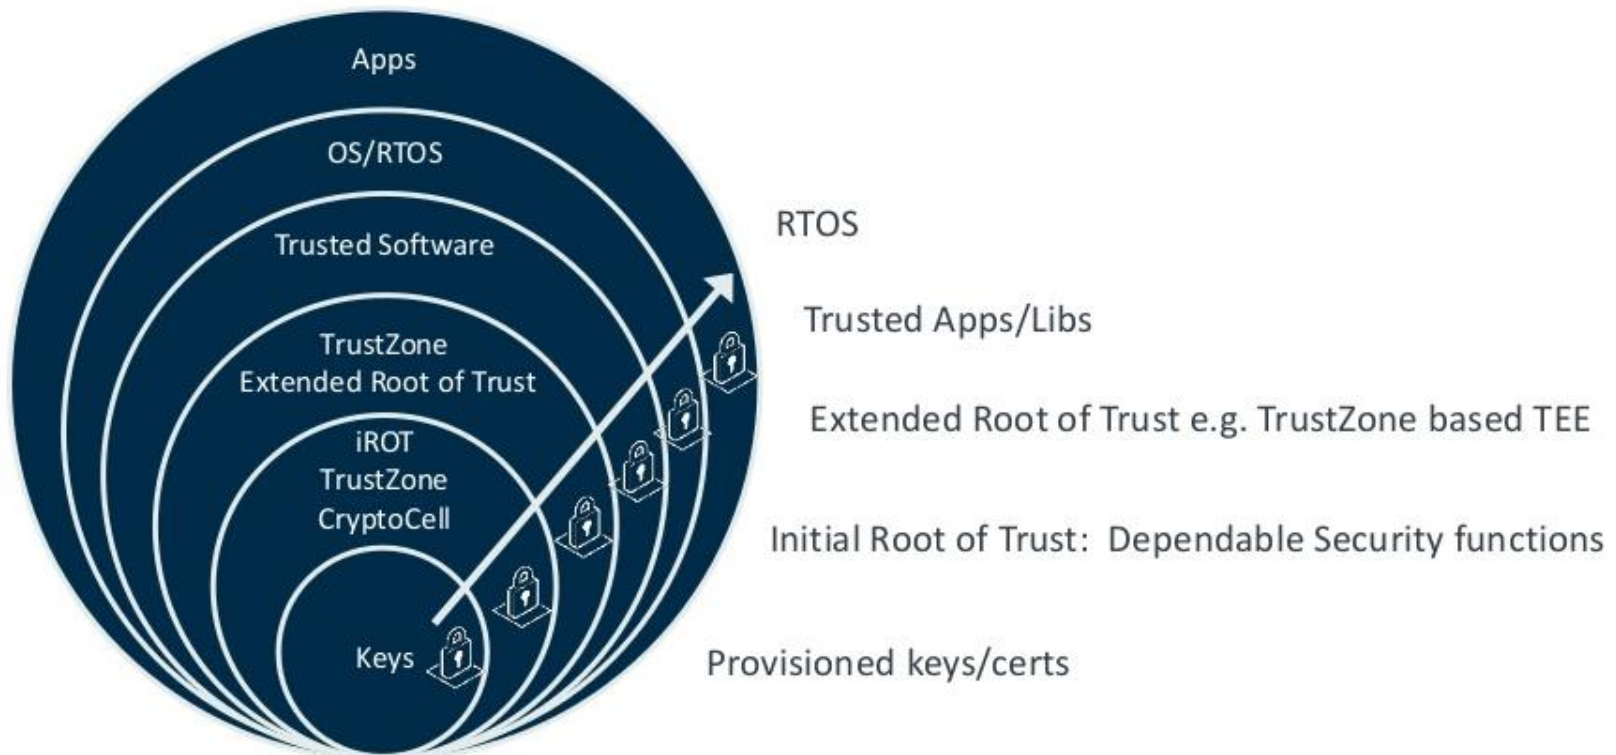 Apps
OS/RTOS
Trusted Software
TrustZone
Extended Root of Trust
iROT
TrustZone
CryptoCell
Keys
RTOS
Trusted Apps/Libs
Extended Root of Trust e.g. TrustZone based TEE
Initial Root of Trust: Dependable Security functions
Provisioned keys/certs